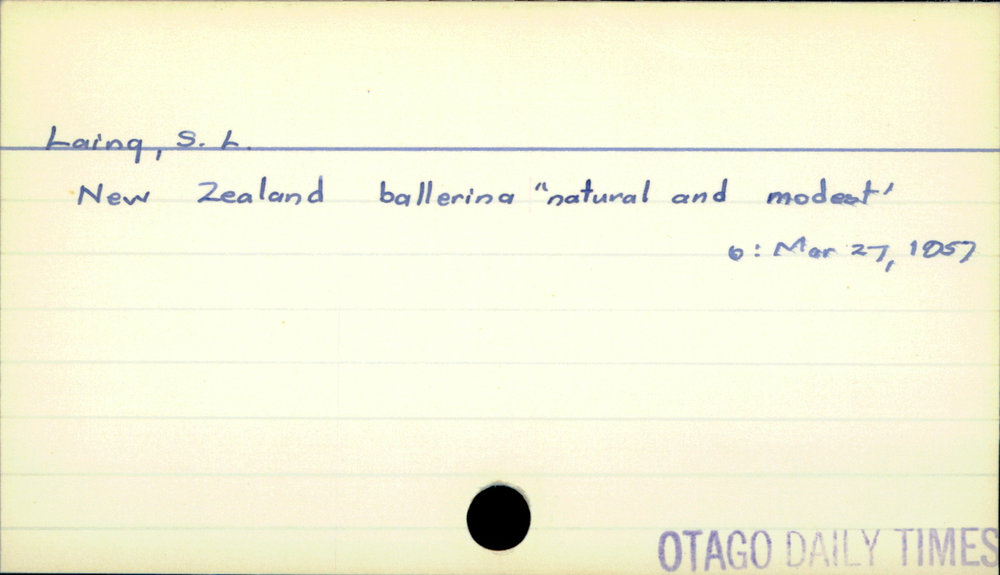 Laing, S. L.
New Zealand ballerina "natural and modest"
6: Mar 27, 1957
OTAGO DAILY TIMES